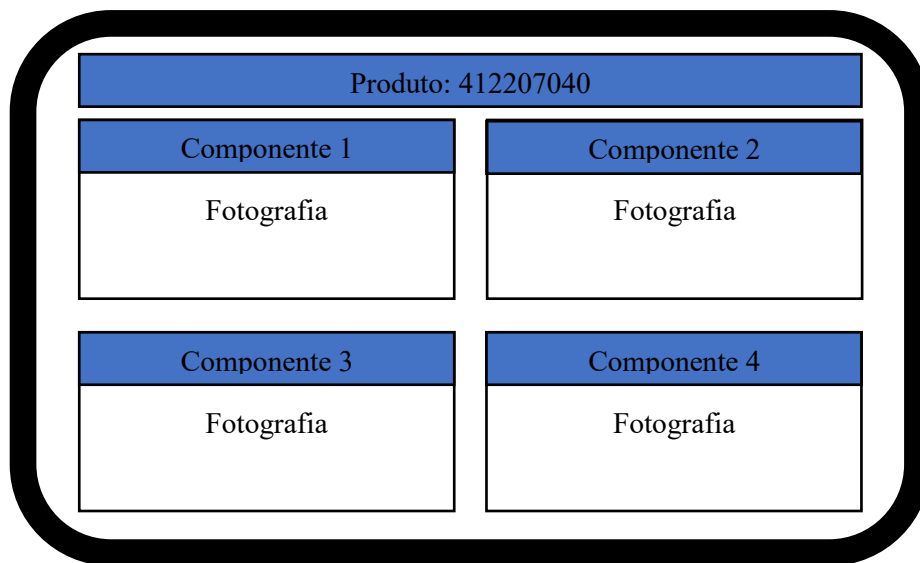 Produto: 412207040
Componente 1
Componente 2
Fotografia
Fotografia
Componente 3
Componente 4
Fotografia
Fotografia